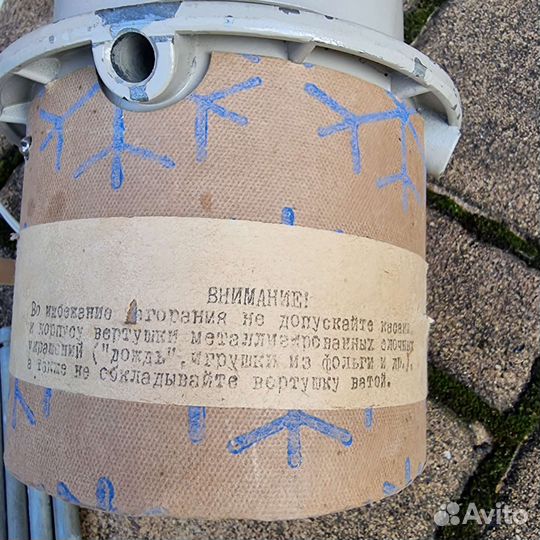 ВНИМАНИЕ!
Во избежание возгорания не допускайте касания
к корпусу вертушки металлизированных елочных
украшений ("дождь", игрушки из фольги и др.),
а также не обкладывайте вертушку ватой.
Avito